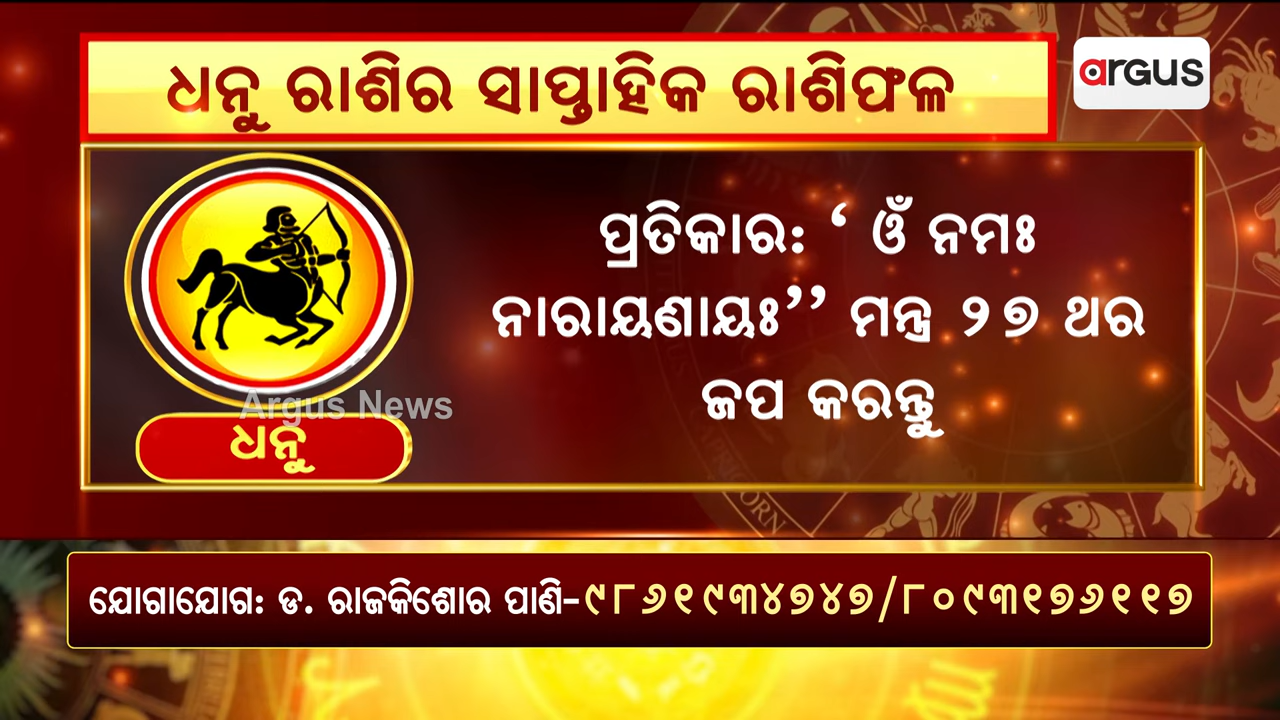 ଧନୁ ରାଶିର ସାପ୍ତାହିକ ରାଶିଫଳ
argus
ପ୍ରତିକାର: ‘ ଓଁ ନମଃ
ନାରାୟଣାୟଃ’’ ମନ୍ତ୍ର ୨୭ ଥର
ଜପ କରନ୍ତୁ
Argus News
ଧନୁ
ଯୋଗାଯୋଗ: ଡ. ରାଜକିଶୋର ପାଣି-୯୮୬୧୯୩୪୭୪୭/୮୦୯୩୧୭୬୧୧୭